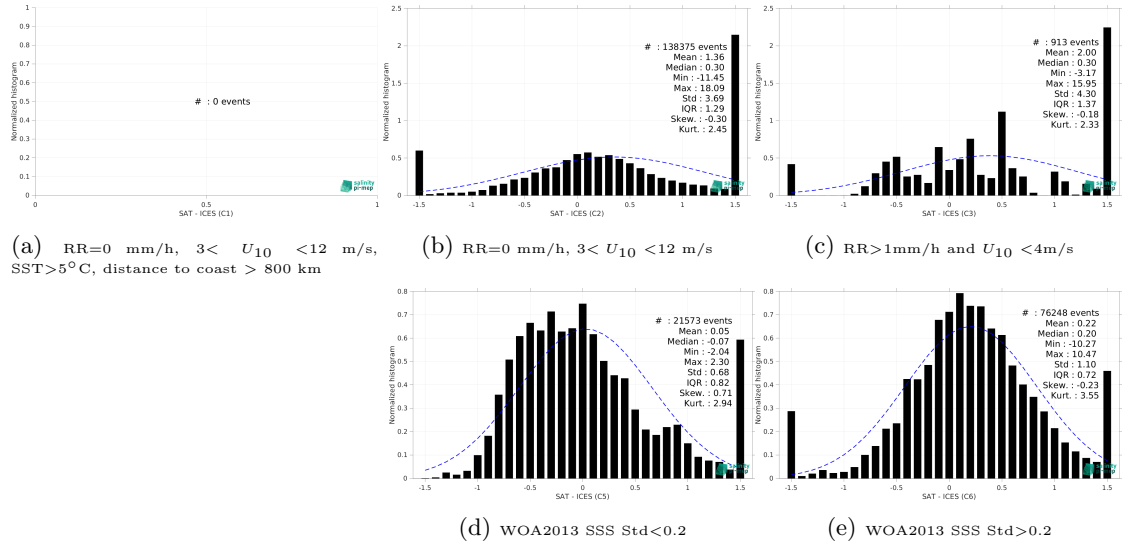 1
0.9
0.8
0.7
0.6
0.5
0.4
0.3
0.2
0.1
0
Normalized histogram
# : 0 events
salinity
pi-mep
0 0.5 1
SAT - ICES (C1)
(a) RR=0 mm/h, 3< U10 <12 m/s,
SST>5°C, distance to coast > 800 km
2.5
2
1.5
1
0.5
0
Normalized histogram
# : 138375 events
Mean : 1.36
Median : 0.30
Min : -11.45
Max : 18.09
Std : 3.69
IQR : 1.29
Skew. : -0.30
Kurt. : 2.45
salinity
pi-mep
-1.5 -1 -0.5 0 0.5 1 1.5
SAT - ICES (C2)
(b) RR=0 mm/h, 3< U10 <12 m/s
2.5
2
1.5
1
0.5
0
Normalized histogram
# : 913 events
Mean : 2.00
Median : 0.30
Min : -3.17
Max : 15.95
Std : 4.30
IQR : 1.37
Skew. : -0.18
Kurt. : 2.33
salinity
pi-mep
-1.5 -1 -0.5 0 0.5 1 1.5
SAT - ICES (C3)
(c) RR>1mm/h and U10 <4m/s
0.8
0.7
0.6
0.5
0.4
0.3
0.2
0.1
0
Normalized histogram
# : 21573 events
Mean : 0.05
Median : -0.07
Min : -2.04
Max : 2.30
Std : 0.68
IQR : 0.82
Skew. : 0.71
Kurt. : 2.94
salinity
pi-mep
-1.5 -1 -0.5 0 0.5 1 1.5
SAT - ICES (C5)
(d) WOA2013 SSS Std<0.2
0.8
0.7
0.6
0.5
0.4
0.3
0.2
0.1
0
Normalized histogram
# : 76248 events
Mean : 0.22
Median : 0.20
Min : -10.27
Max : 10.47
Std : 1.10
IQR : 0.72
Skew. : -0.23
Kurt. : 3.55
salinity
pi-mep
-1.5 -1 -0.5 0 0.5 1 1.5
SAT - ICES (C6)
(e) WOA2013 SSS Std>0.2